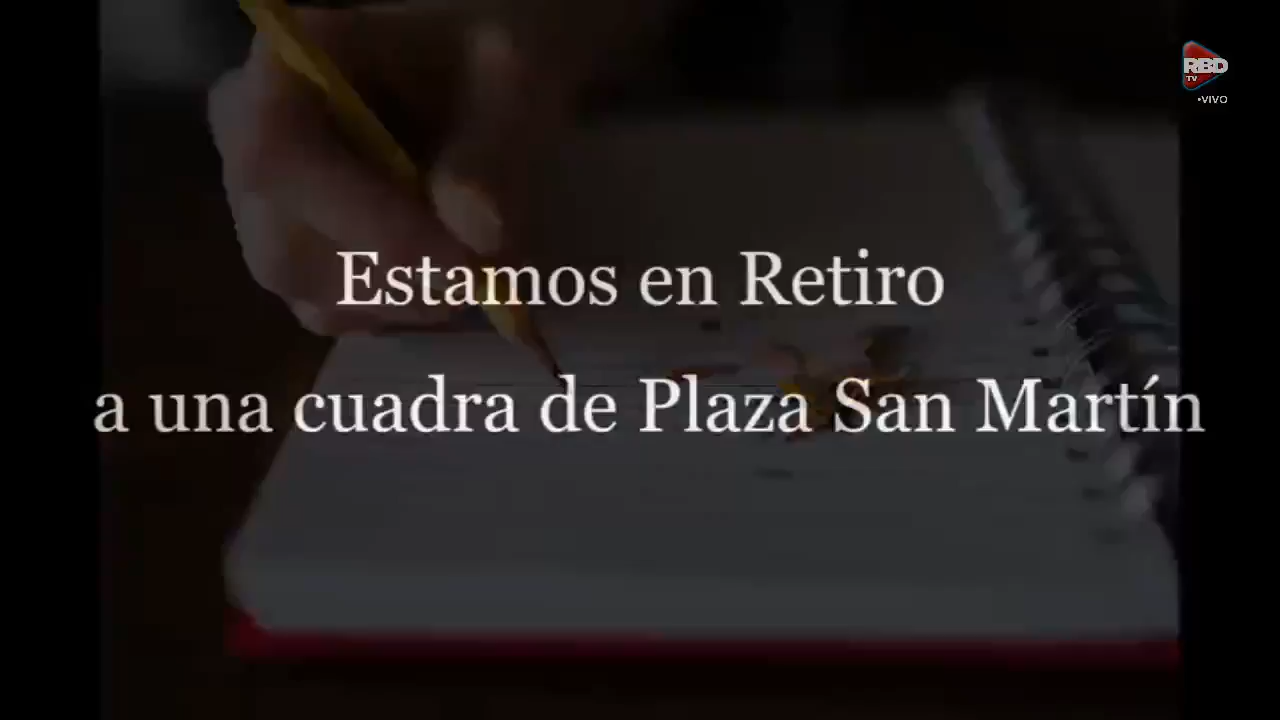 RBD
TV
•VIVO
Estamos en Retiro
a una cuadra de Plaza San Martín